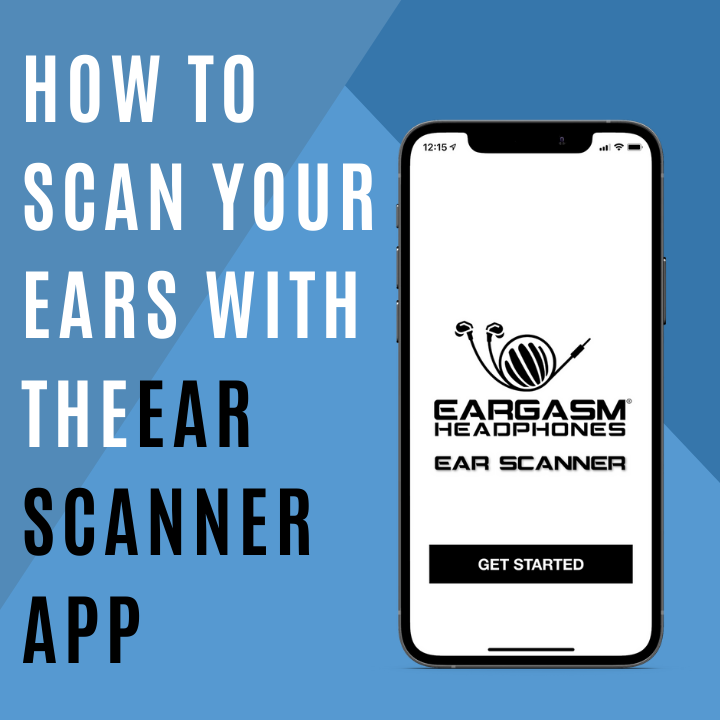 HOW TO
SCAN YOUR
EARS WITH
THEEAR
SCANNER
APP
12:15
EARGASM®
HEADPHONES
EAR SCANNER
GET STARTED